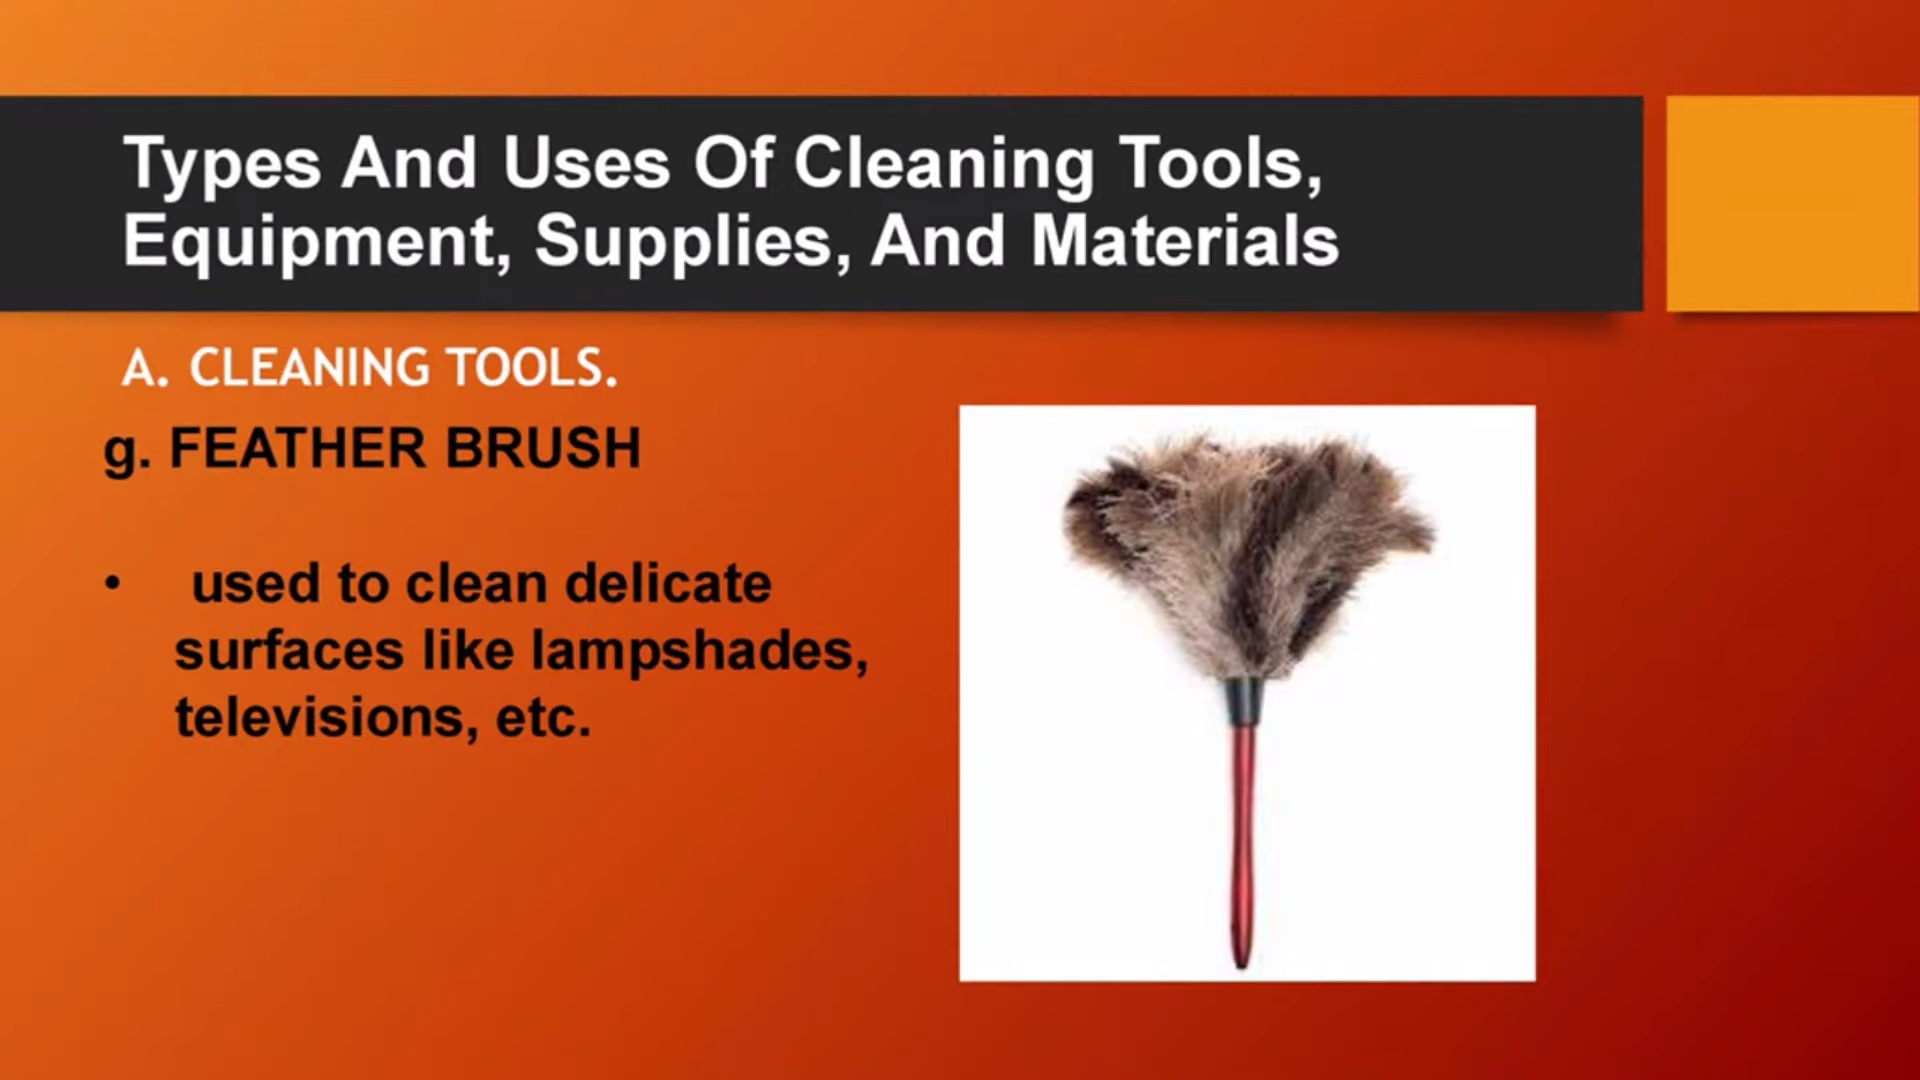 Types And Uses Of Cleaning Tools,
Equipment, Supplies, And Materials
A. CLEANING TOOLS.
g. FEATHER BRUSH
• used to clean delicate
surfaces like lampshades,
televisions, etc.